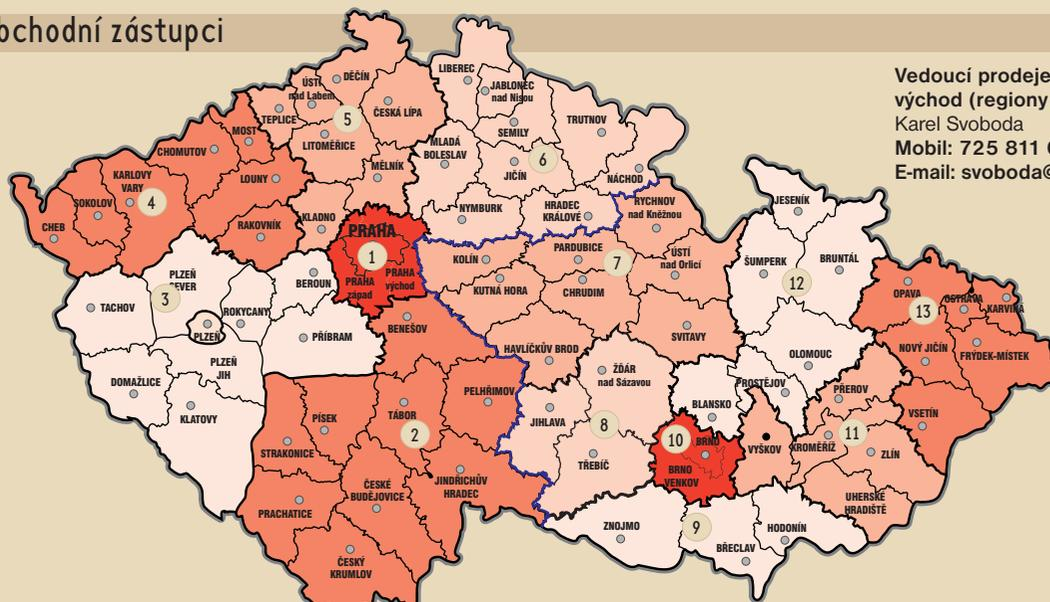 bchodní zástupci
Vedoucí prodeje
východ (regiony
Karel Svoboda
Mobil: 725 811
E-mail: svoboda@
LIBEREC
JABLONEC
nad Nisou
DĚČÍN
ÚSTÍ
nad Labem
TEPLICE
ČESKÁ LÍPA
5
LITOMĚŘICE
MOST
CHOMUTOV
SEMILY
TRUTNOV
MLADÁ
BOLESLAV
6
JIČÍN
MĚLNÍK
NÁCHOD
LOUNY
KARLOVY
VARY
4
SOKOLOV
CHEB
RAKOVNÍK
KLADNO
NYMBURK
HRADEC
KRÁLOVÉ
RYCHNOV
nad Kněžnou
JESENÍK
PRAHA
1
PRAHA
západ
PRAHA
východ
KOLÍN
PARDUBICE
7
ÚSTÍ
nad Orlicí
ŠUMPERK
BRUNTÁL
12
KUTNÁ HORA
CHRUDIM
BEROUN
PLZEŇ
SEVER
3
TACHOV
ROKYCANY
PLZEŇ
PLZEŇ
JIH
PŘÍBRAM
BENEŠOV
SVITAVY
OPAVA
OSTRAVA
KARVINÁ
13
NOVÝ JIČÍN
FRÝDEK-MÍSTEK
HAVLÍČKŮV BROD
OLOMOUC
DOMAŽLICE
KLATOVY
ŽĎÁR
nad Sázavou
PROSTĚJOV
PŘEROV
PELHŘIMOV
BLANSKO
VSETÍN
PÍSEK
TÁBOR
2
JIHLAVA
8
10
BRNO
BRNO
VENKOV
VYŠKOV
KROMĚŘÍŽ
11
ZLÍN
STRAKONICE
TŘEBÍČ
JINDŘICHŮV
HRADEC
ČESKÉ
BUDĚJOVICE
PRACHATICE
UHERSKÉ
HRADIŠTĚ
ZNOJMO
9
HODONÍN
BŘECLAV
ČESKÝ
KRUMLOV